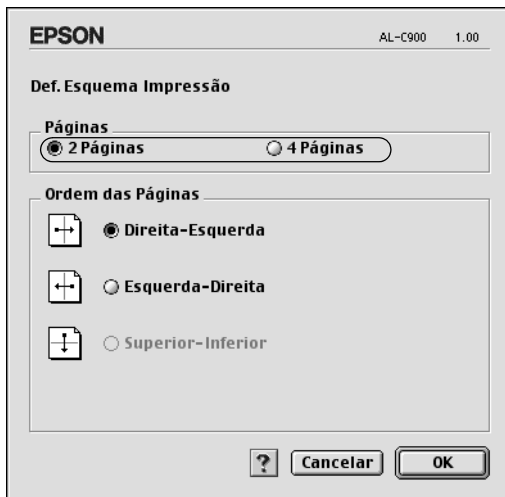 EPSON AL-C900 1.00
Def. Esquema Impressão
Páginas
2 Páginas 4 Páginas
Ordem das Páginas
Direita-Esquerda
Esquerda-Direita
Superior-Inferior
? Cancelar OK